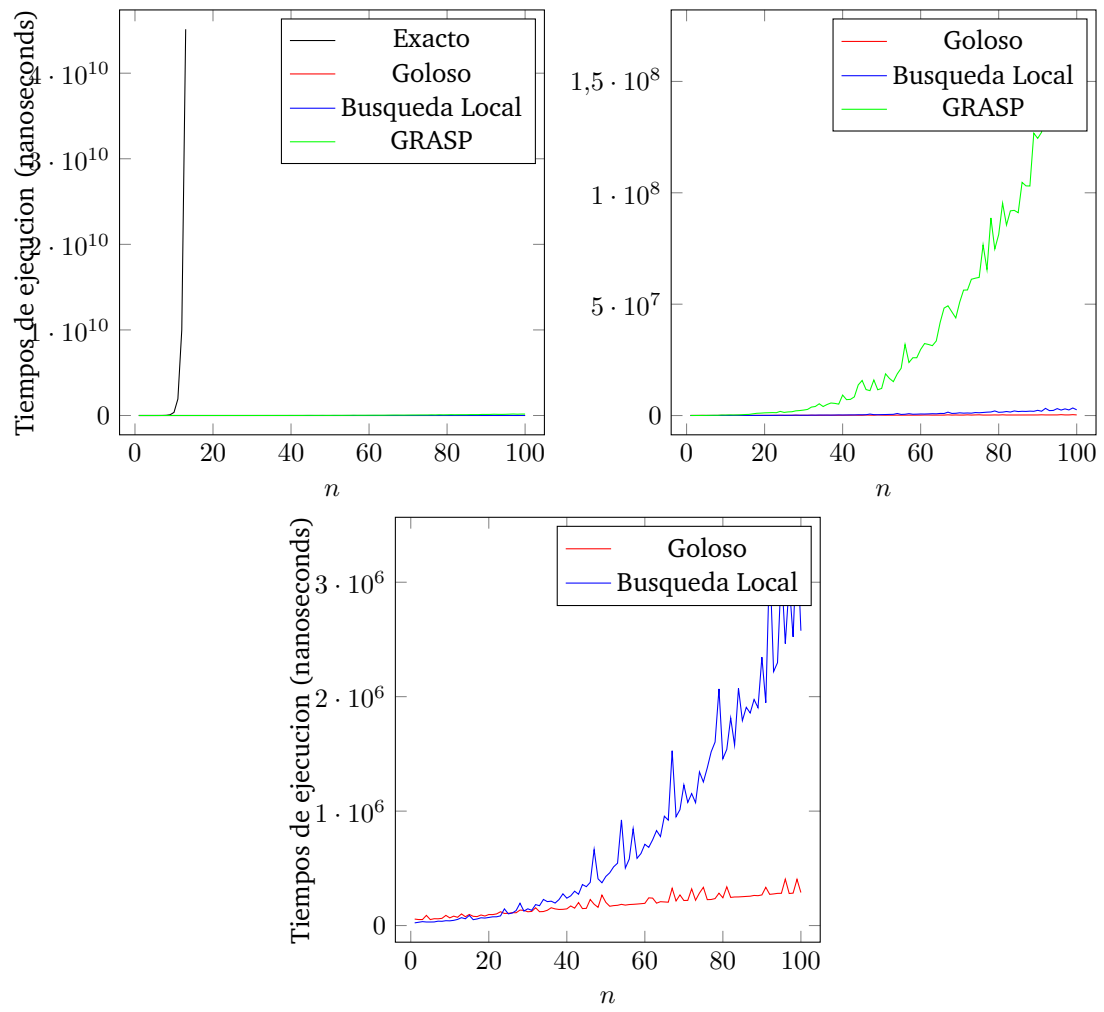 Tiempos de ejecucion (nanoseconds)
4 · 10^10
3 · 10^10
2 · 10^10
1 · 10^10
0
0 20 40 60 80 100
n
Exacto
Goloso
Busqueda Local
GRASP
1,5 · 10^8
1 · 10^8
5 · 10^7
0
0 20 40 60 80 100
n
Goloso
Busqueda Local
GRASP
Tiempos de ejecucion (nanoseconds)
3 · 10^6
2 · 10^6
1 · 10^6
0
0 20 40 60 80 100
n
Goloso
Busqueda Local